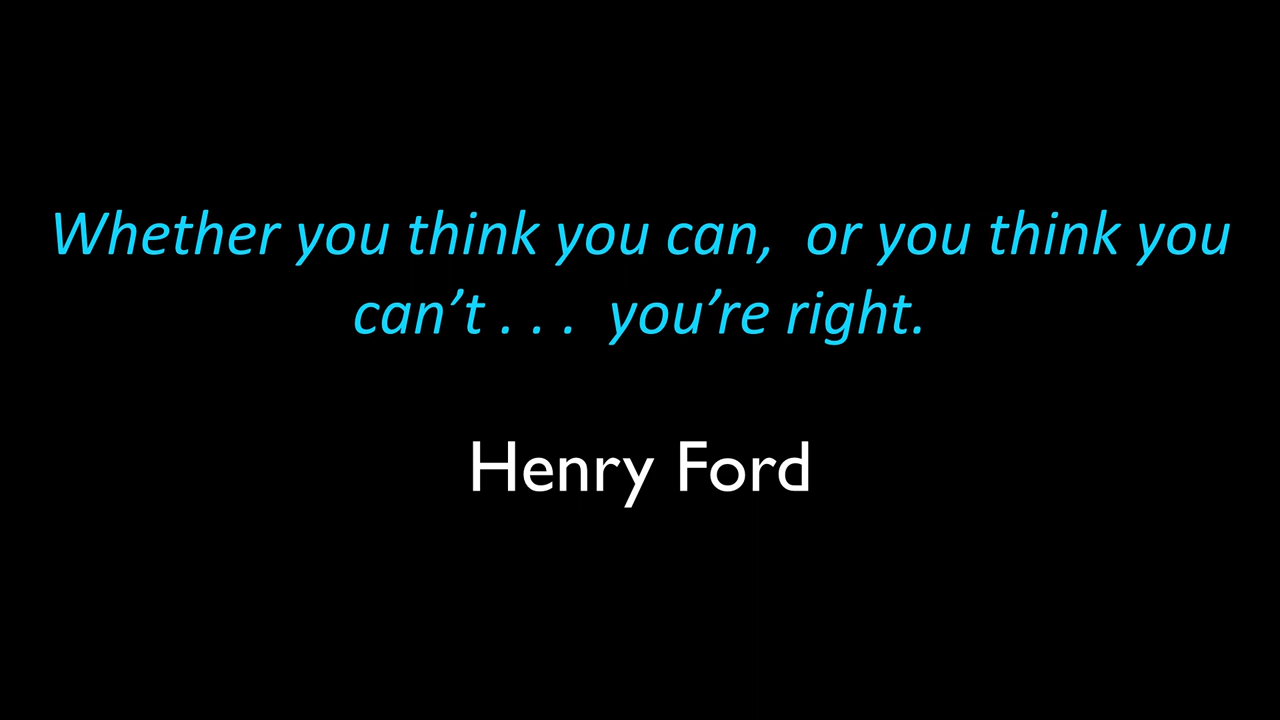 Whether you think you can,  or you think you
can’t . . .  you’re right.
Henry Ford